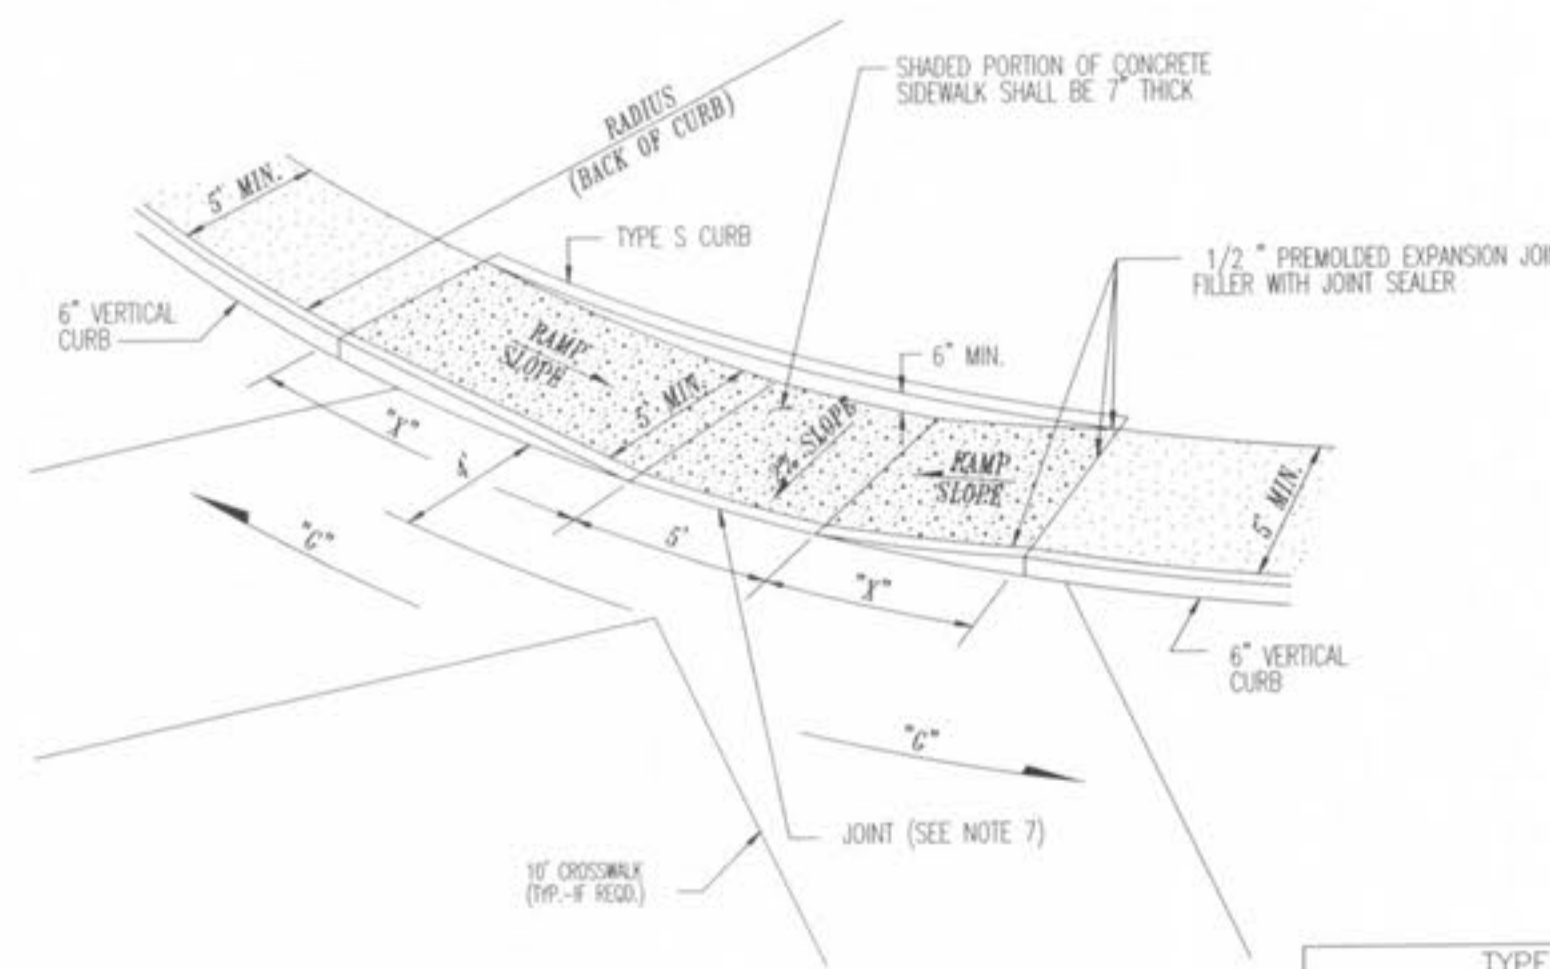 SHADED PORTION OF CONCRETE
SIDEWALK SHALL BE 7" THICK
RADIUS
(BACK OF CURB)
5' MIN.
TYPE S CURB
1/2 " PREMOLDED EXPANSION JOI
FILLER WITH JOINT SEALER
6" VERTICAL
CURB
6" MIN.
RAMP
SLOPE
5' MIN.
2% SLOPE
RAMP
SLOPE
5' MIN.
"X"
4'
"G"
5'
"X"
6" VERTICAL
CURB
"G"
JOINT (SEE NOTE 7)
10' CROSSWALK
(TYP.-IF REQD.)
TYPE